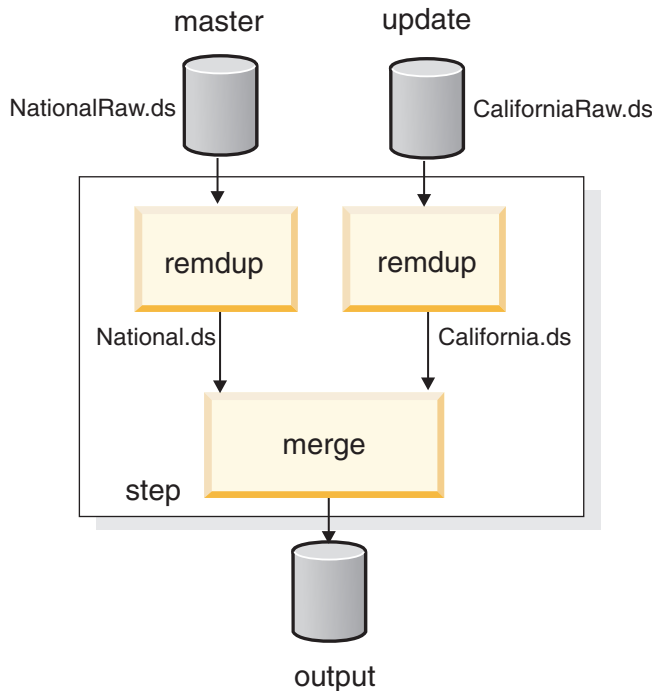 master
update
NationalRaw.ds
CaliforniaRaw.ds
remdup
remdup
National.ds
California.ds
merge
step
output